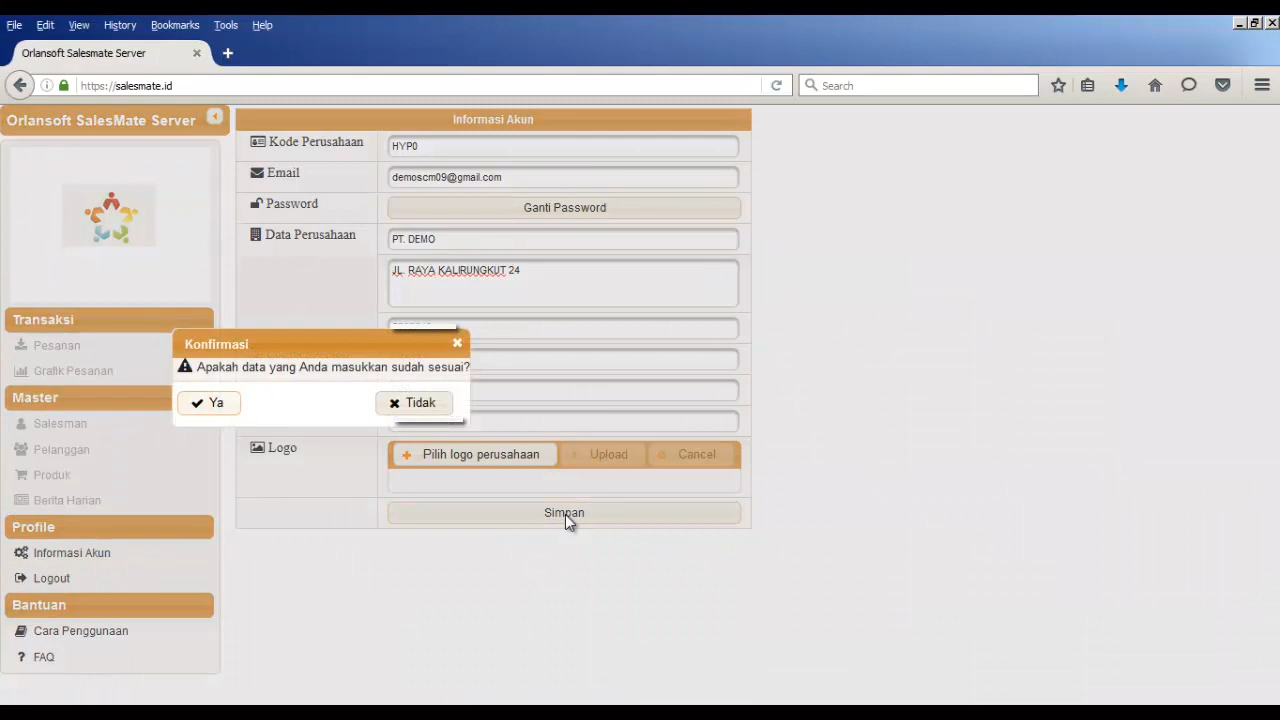 File Edit View History Bookmarks Tools Help
Orlansoft Salesmate Server
https://salesmate.id
Search
Orlansoft SalesMate Server
Transaksi
Pesanan
Grafik Pesanan
Master
Salesman
Pelanggan
Produk
Berita Harian
Profile
Informasi Akun
Logout
Bantuan
Cara Penggunaan
? FAQ
Informasi Akun
Kode Perusahaan HYP0
Email demoscm09@gmail.com
Password Ganti Password
Data Perusahaan PT. DEMO
JL. RAYA KALIRUNGKUT 24
Konfirmasi
Apakah data yang Anda masukkan sudah sesuai?
Ya Tidak
Logo Pilih logo perusahaan Upload Cancel
Simpan